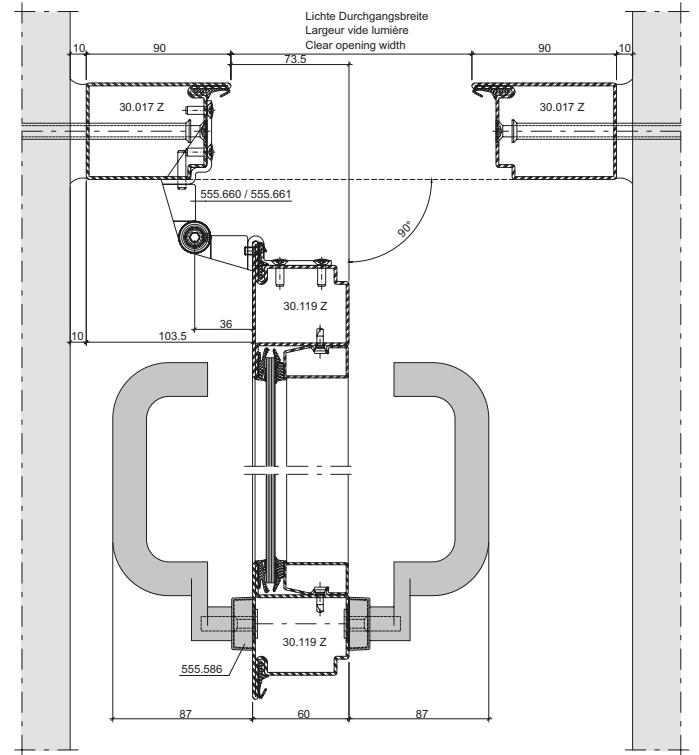 Lichte Durchgangsbreite
Largeur vide lumière
Clear opening width
10 90 73.5 90 10
30.017 Z 30.017 Z
555.660 / 555.661
90°
36
30.119 Z
10 103.5
30.119 Z
555.586
87 60 87